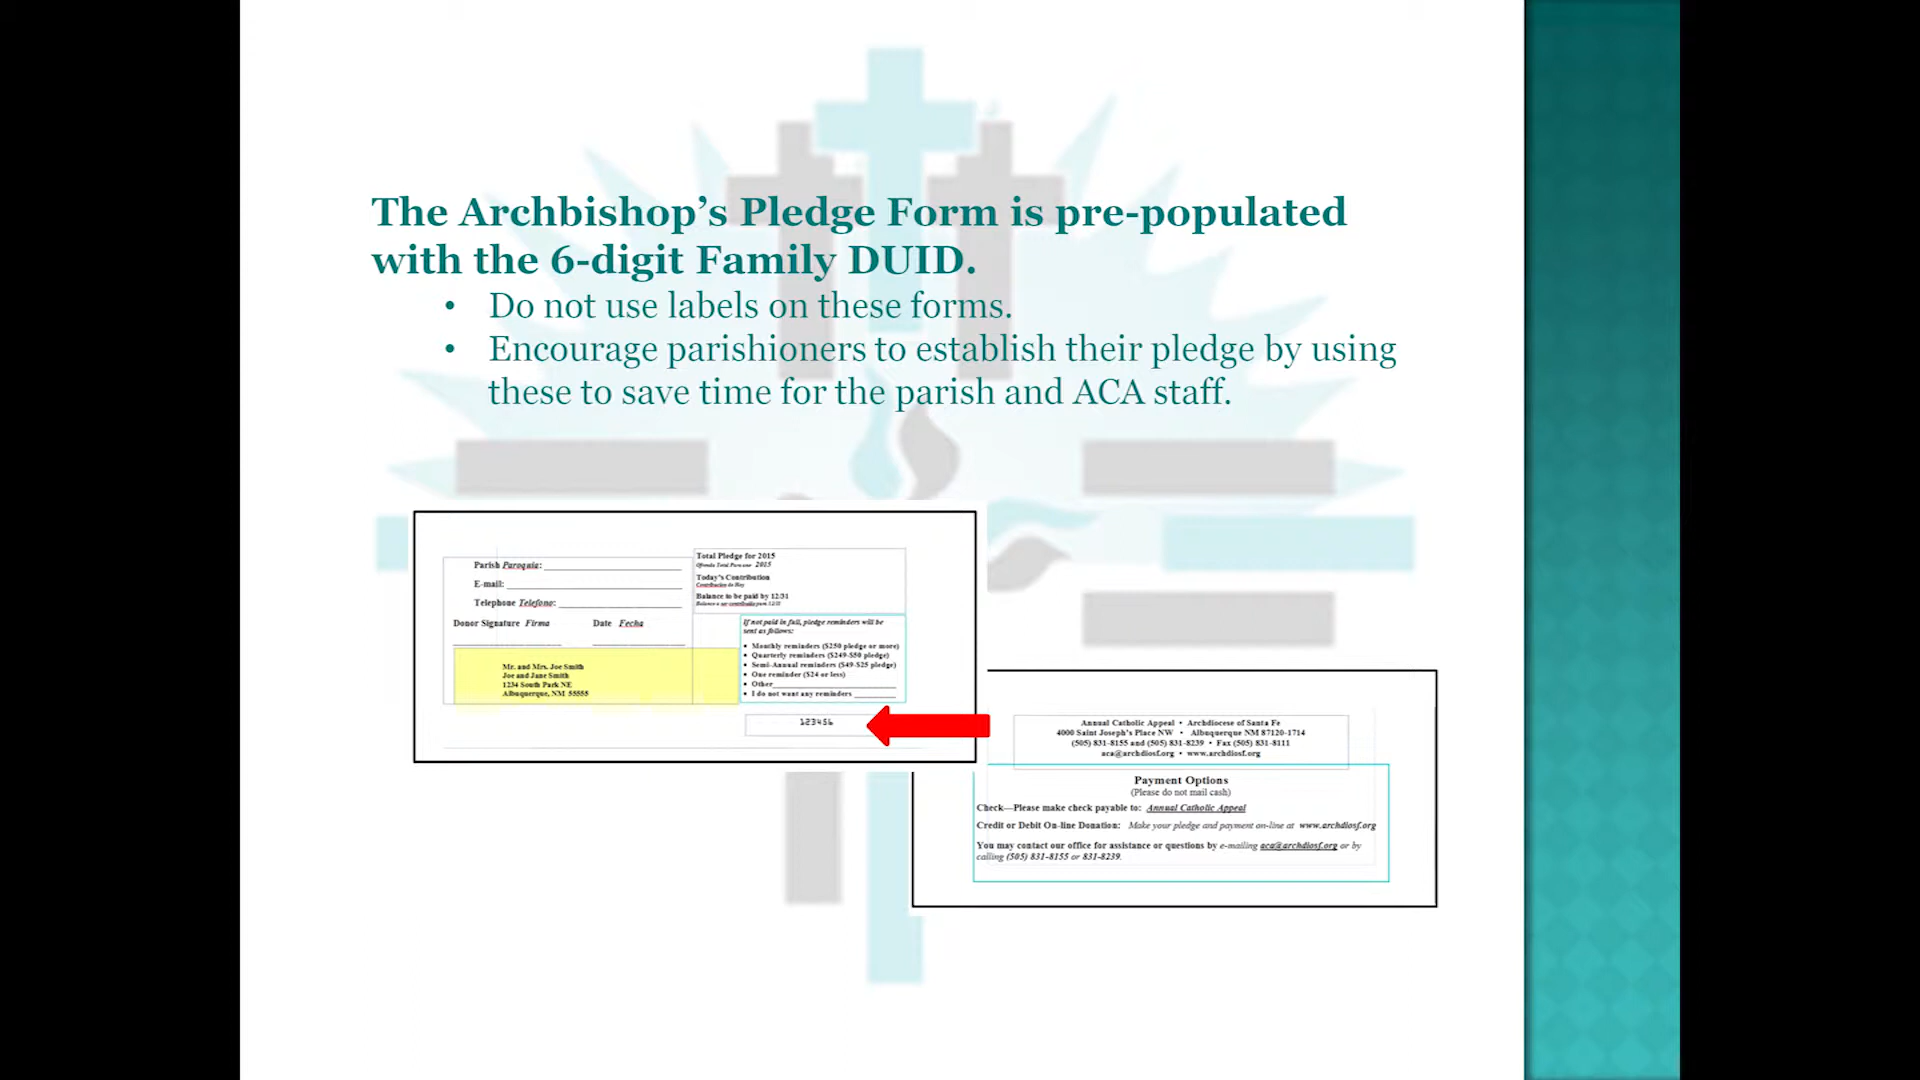 The Archbishop’s Pledge Form is pre-populated
with the 6-digit Family DUID.
• Do not use labels on these forms.
• Encourage parishioners to establish their pledge by using
these to save time for the parish and ACA staff.
Parish Paroquia:
E-mail:
Telephone Telefono:
Donor Signature Firma Date Fecha
Mr. and Mrs. Joe Smith
Joe and Jane Smith
1234 South Park NE
Albuquerque, NM 55555
Total Pledge for 2015
Ofrenda Total Para 2015
Today's Contribution
Contribución de Hoy
Balance to be paid by 12/31
Balance a ser contribuido para 12/31
If not paid in full, pledge reminders will be
sent as follows:
• Monthly reminders ($250 pledge or more)
• Quarterly reminders ($249-$50 pledge)
• Semi-Annual reminders ($49-$25 pledge)
• One reminder ($24 or less)
• Other
• I do not want any reminders
123456
Annual Catholic Appeal • Archdiocese of Santa Fe
4000 Saint Joseph's Place NW • Albuquerque NM 87120-1714
(505) 831-8155 and (505) 831-8239 • Fax (505) 831-8111
aca@archdiosf.org • www.archdiosf.org
Payment Options
(Please do not mail cash)
Check—Please make check payable to: Annual Catholic Appeal
Credit or Debit On-line Donation: Make your pledge and payment on-line at www.archdiosf.org
You may contact our office for assistance or questions by e-mailing aca@archdiosf.org or by
calling (505) 831-8155 or 831-8239.